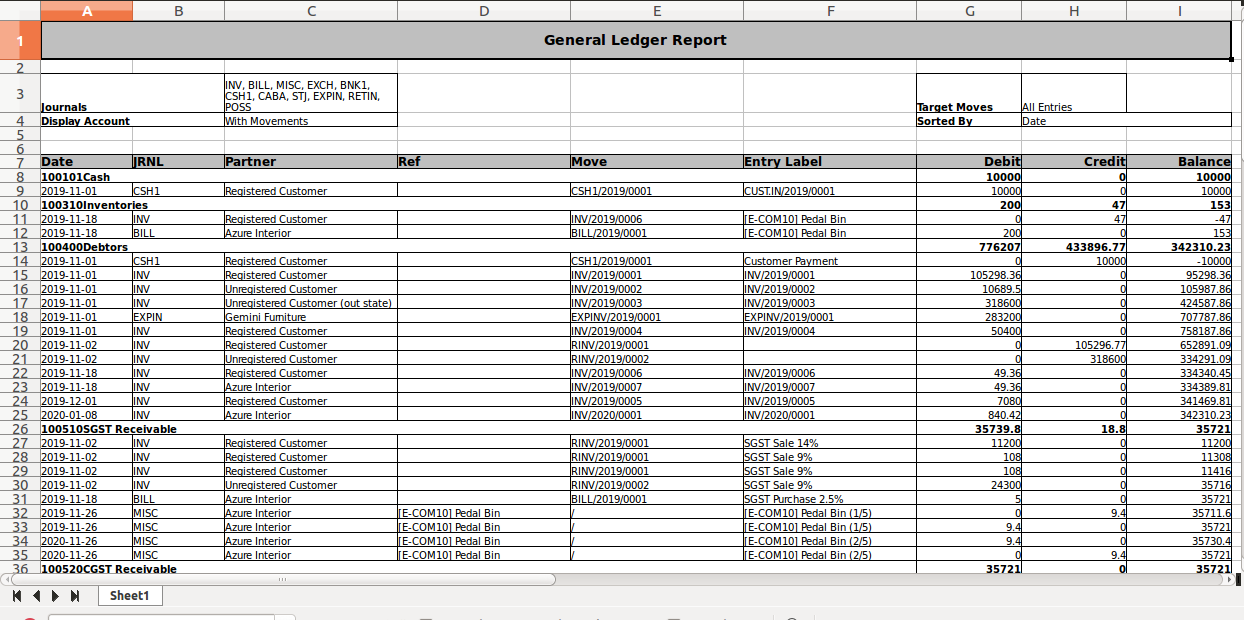 A B C D E F G H I
1 General Ledger Report
2
3 Journals INV, BILL, MISC, EXCH, BNK1, CSH1, CABA, STJ, EXPIN, RETIN, POSS Target Moves All Entries
4 Display Account With Movements Sorted By Date
5
6
7 Date JRNL Partner Ref Move Entry Label Debit Credit Balance
8 100101Cash 10000 0 10000
9 2019-11-01 CSH1 Registered Customer CSH1/2019/0001 CUST.IN/2019/0001 10000 0 10000
10 100310Inventories 200 47 153
11 2019-11-18 INV Registered Customer INV/2019/0006 [E-COM10] Pedal Bin 0 47 -47
12 2019-11-18 BILL Azure Interior BILL/2019/0001 [E-COM10] Pedal Bin 200 0 153
13 100400Debtors 776207 433896.77 342310.23
14 2019-11-01 CSH1 Registered Customer CSH1/2019/0001 Customer Payment 0 10000 -10000
15 2019-11-01 INV Registered Customer INV/2019/0001 INV/2019/0001 105298.36 0 95298.36
16 2019-11-01 INV Unregistered Customer INV/2019/0002 INV/2019/0002 10689.5 0 105987.86
17 2019-11-01 INV Unregistered Customer (out state) INV/2019/0003 INV/2019/0003 318600 0 424587.86
18 2019-11-01 EXPIN Gemini Furniture EXPINV/2019/0001 EXPINV/2019/0001 283200 0 707787.86
19 2019-11-01 INV Registered Customer INV/2019/0004 INV/2019/0004 50400 0 758187.86
20 2019-11-02 INV Registered Customer RINV/2019/0001 0 105296.77 652891.09
21 2019-11-02 INV Unregistered Customer RINV/2019/0002 0 318600 334291.09
22 2019-11-18 INV Registered Customer INV/2019/0006 INV/2019/0006 49.36 0 334340.45
23 2019-11-18 INV Azure Interior INV/2019/0007 INV/2019/0007 49.36 0 334389.81
24 2019-12-01 INV Registered Customer INV/2019/0005 INV/2019/0005 7080 0 341469.81
25 2020-01-08 INV Azure Interior INV/2020/0001 INV/2020/0001 840.42 0 342310.23
26 100510SGST Receivable 35739.8 18.8 35721
27 2019-11-02 INV Registered Customer RINV/2019/0001 SGST Sale 14% 11200 0 11200
28 2019-11-02 INV Registered Customer RINV/2019/0001 SGST Sale 9% 108 0 11308
29 2019-11-02 INV Registered Customer RINV/2019/0001 SGST Sale 9% 108 0 11416
30 2019-11-02 INV Unregistered Customer RINV/2019/0002 SGST Sale 9% 24300 0 35716
31 2019-11-18 BILL Azure Interior BILL/2019/0001 SGST Purchase 2.5% 5 0 35721
32 2019-11-26 MISC Azure Interior [E-COM10] Pedal Bin / [E-COM10] Pedal Bin (1/5) 0 9.4 35711.6
33 2019-11-26 MISC Azure Interior [E-COM10] Pedal Bin / [E-COM10] Pedal Bin (1/5) 9.4 0 35721
34 2020-11-26 MISC Azure Interior [E-COM10] Pedal Bin / [E-COM10] Pedal Bin (2/5) 9.4 0 35730.4
35 2020-11-26 MISC Azure Interior [E-COM10] Pedal Bin / [E-COM10] Pedal Bin (2/5) 0 9.4 35721
36 100520CGST Receivable 35721 0 35721
Sheet1